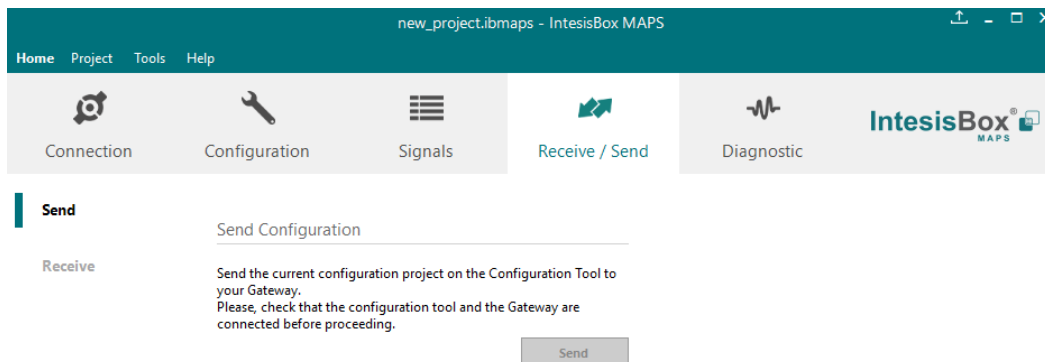 new_project.ibmaps - IntesisBox MAPS
Home Project Tools Help
Connection Configuration Signals Receive / Send Diagnostic
IntesisBox®
MAPS
Send
Send Configuration
Receive
Send the current configuration project on the Configuration Tool to
your Gateway.
Please, check that the configuration tool and the Gateway are
connected before proceeding.
Send